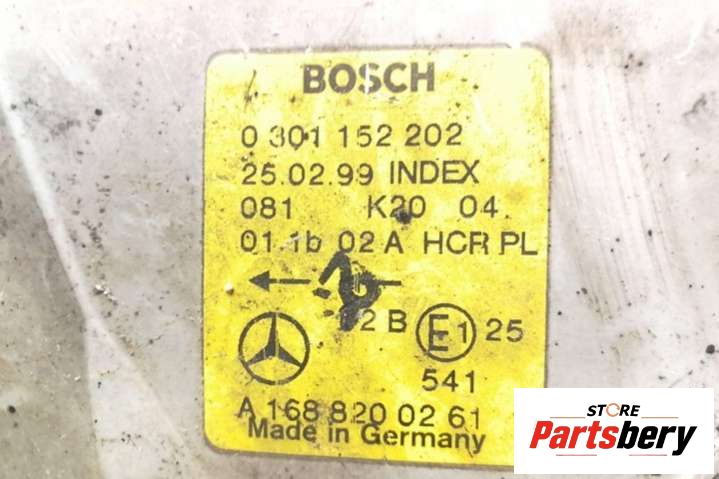 BOSCH
0 301 152 202
25.02.99 INDEX
081 K20 04
01.1b 02 A HCR PL
2 B E1 25
541
A 168 820 02 61
Made in Germany
STORE
Partsbery